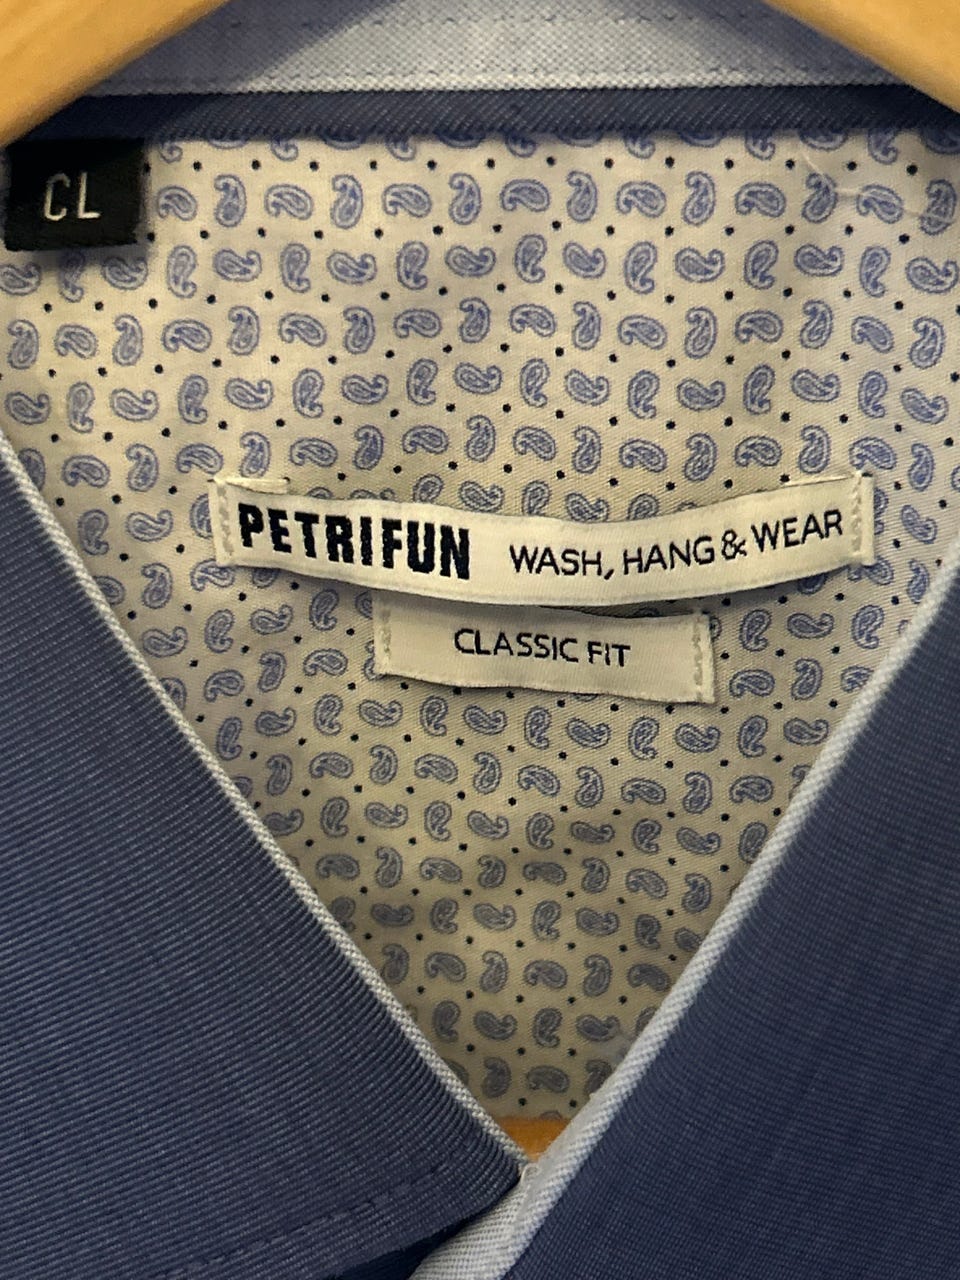 CL
PETRIFUN WASH, HANG & WEAR
CLASSIC FIT